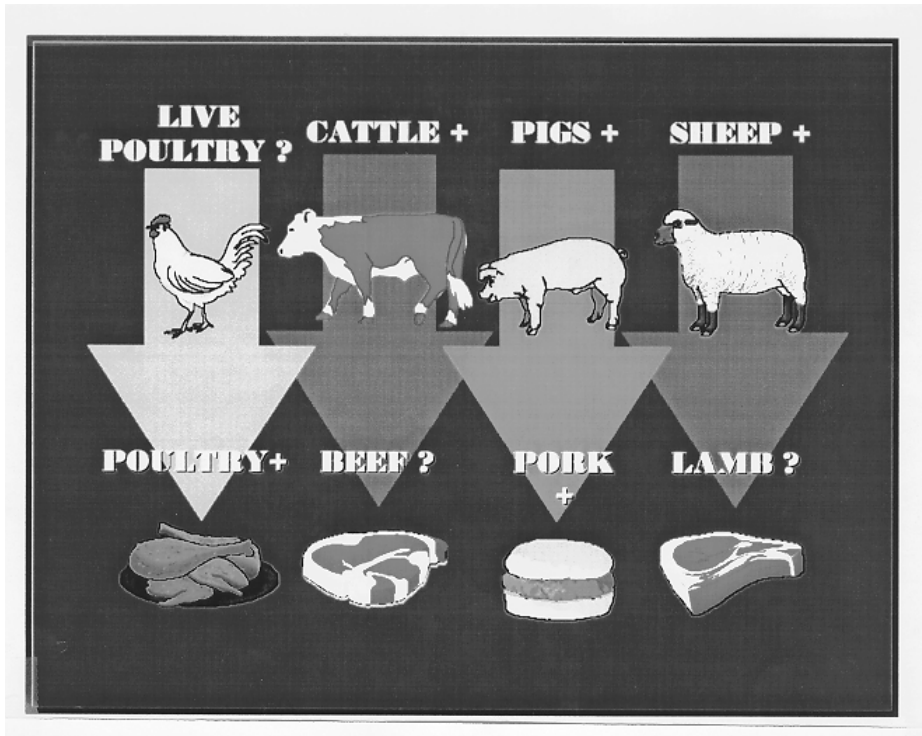 LIVE
POULTRY ?
CATTLE +
PIGS +
SHEEP +
POULTRY+
BEEF ?
PORK
+
LAMB ?